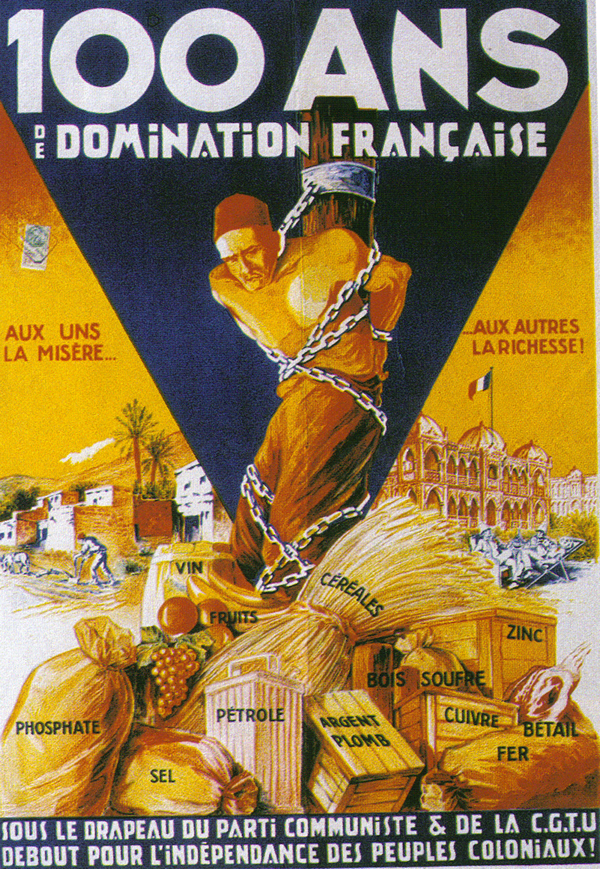 100 ANS
DE DOMINATION FRANÇAISE
AUX UNS
LA MISÈRE...
...AUX AUTRES
LA RICHESSE!
VIN
FRUITS
CÉRÉALES
ZINC
BOIS SOUFRE
PHOSPHATE
PÉTROLE
ARGENT
PLOMB
CUIVRE
BÉTAIL
FER
SEL
SOUS LE DRAPEAU DU PARTI COMMUNISTE & DE LA C.G.T.U
DEBOUT POUR L'INDÉPENDANCE DES PEUPLES COLONIAUX!